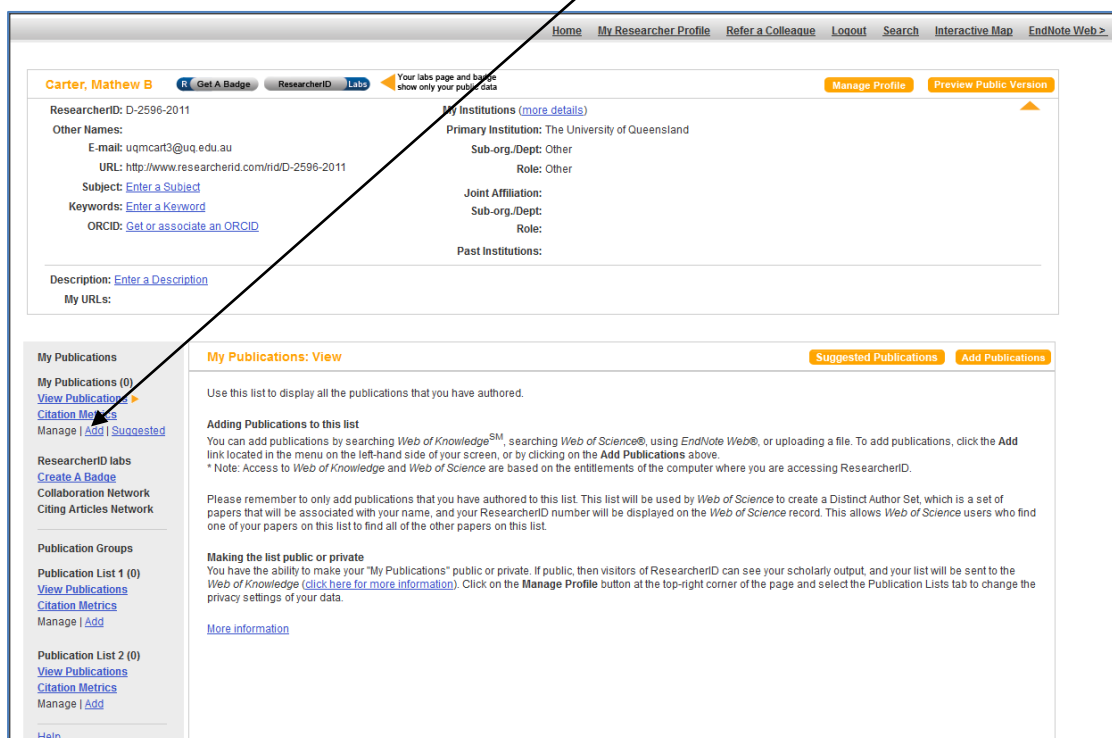 Home My Researcher Profile Refer a Colleague Logout Search Interactive Map EndNote Web >
Carter, Mathew B R Get A Badge ResearcherID Labs Your labs page and badge
show only your public data
Manage Profile Preview Public Version
ResearcherID: D-2596-2011
Other Names:
E-mail: uqmcart3@uq.edu.au
URL: http://www.researcherid.com/rid/D-2596-2011
Subject: Enter a Subject
Keywords: Enter a Keyword
ORCID: Get or associate an ORCID
My Institutions (more details)
Primary Institution: The University of Queensland
Sub-org./Dept: Other
Role: Other
Joint Affiliation:
Sub-org./Dept:
Role:
Past Institutions:
Description: Enter a Description
My URLs:
My Publications
My Publications (0)
View Publications
Citation Metrics
Manage | Add | Suggested
ResearcherID labs
Create A Badge
Collaboration Network
Citing Articles Network
Publication Groups
Publication List 1 (0)
View Publications
Citation Metrics
Manage | Add
Publication List 2 (0)
View Publications
Citation Metrics
Manage | Add
Help
My Publications: View
Suggested Publications Add Publications
Use this list to display all the publications that you have authored.
Adding Publications to this list
You can add publications by searching Web of KnowledgeSM, searching Web of Science®, using EndNote Web®, or uploading a file. To add publications, click the Add
link located in the menu on the left-hand side of your screen, or by clicking on the Add Publications above.
* Note: Access to Web of Knowledge and Web of Science are based on the entitlements of the computer where you are accessing ResearcherID.
Please remember to only add publications that you have authored to this list. This list will be used by Web of Science to create a Distinct Author Set, which is a set of
papers that will be associated with your name, and your ResearcherID number will be displayed on the Web of Science record. This allows Web of Science users who find
one of your papers on this list to find all of the other papers on this list.
Making the list public or private
You have the ability to make your "My Publications" public or private. If public, then visitors of ResearcherID can see your scholarly output, and your list will be sent to the
Web of Knowledge (click here for more information). Click on the Manage Profile button at the top-right corner of the page and select the Publication Lists tab to change the
privacy settings of your data.
More information